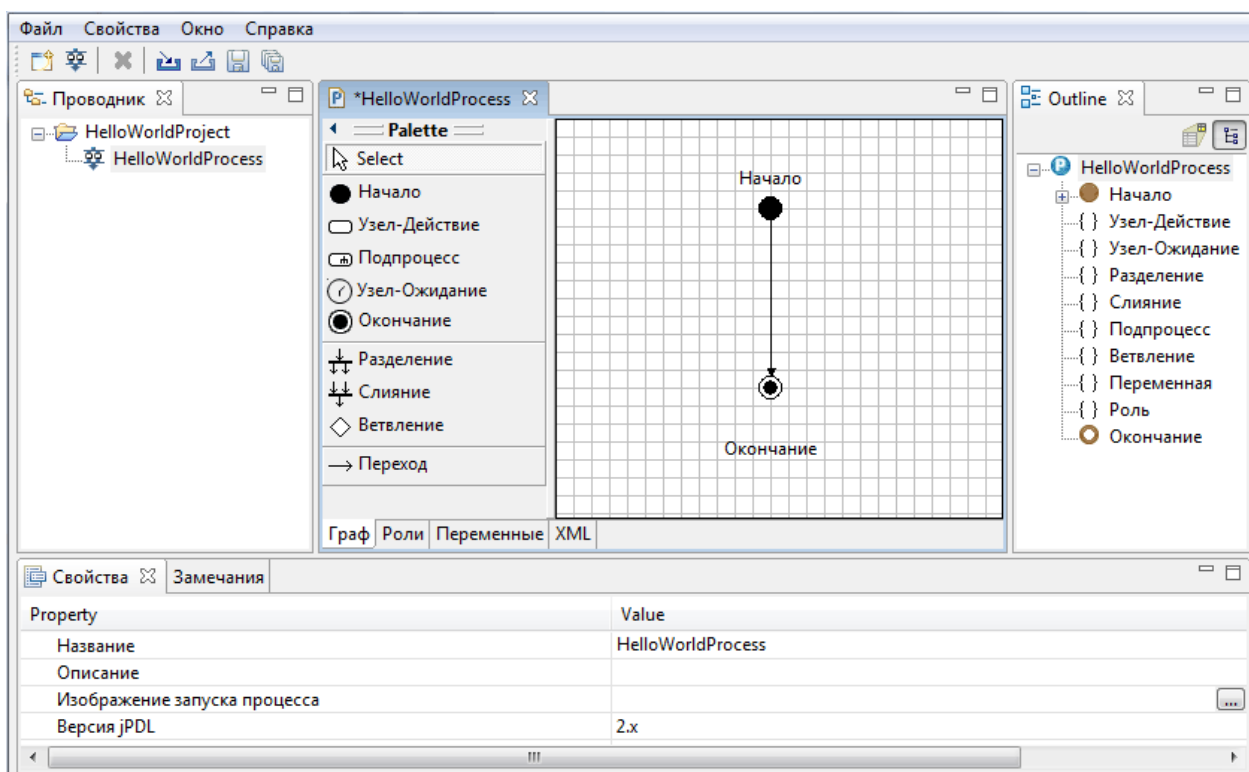 Файл Свойства Окно Справка
Проводник
HelloWorldProject
HelloWorldProcess
*HelloWorldProcess
Palette
Select
Начало
Узел-Действие
Подпроцесс
Узел-Ожидание
Окончание
Разделение
Слияние
Ветвление
Переход
Начало
Окончание
Граф Роли Переменные XML
Outline
HelloWorldProcess
Начало
{ } Узел-Действие
{ } Узел-Ожидание
{ } Разделение
{ } Слияние
{ } Подпроцесс
{ } Ветвление
{ } Переменная
{ } Роль
Окончание
Свойства Замечания
Property Value
Название HelloWorldProcess
Описание
Изображение запуска процесса ...
Версия jPDL 2.x